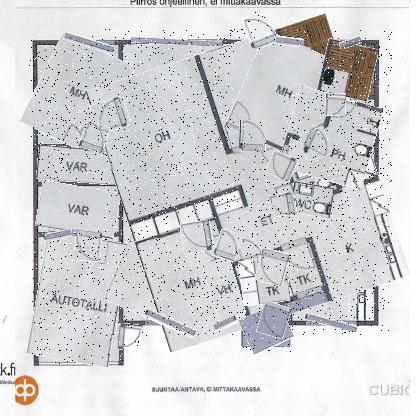 Piirros ohjeellinen, ei mittakaavassa
MH
OH
MH
VAR
PH
VAR
WC
ET
K
MH
VH
TK
TK
AUTOTALLI
k.fi
SUUNTAA-ANTAVA, EI MITTAKAAVASSA
CUBIC